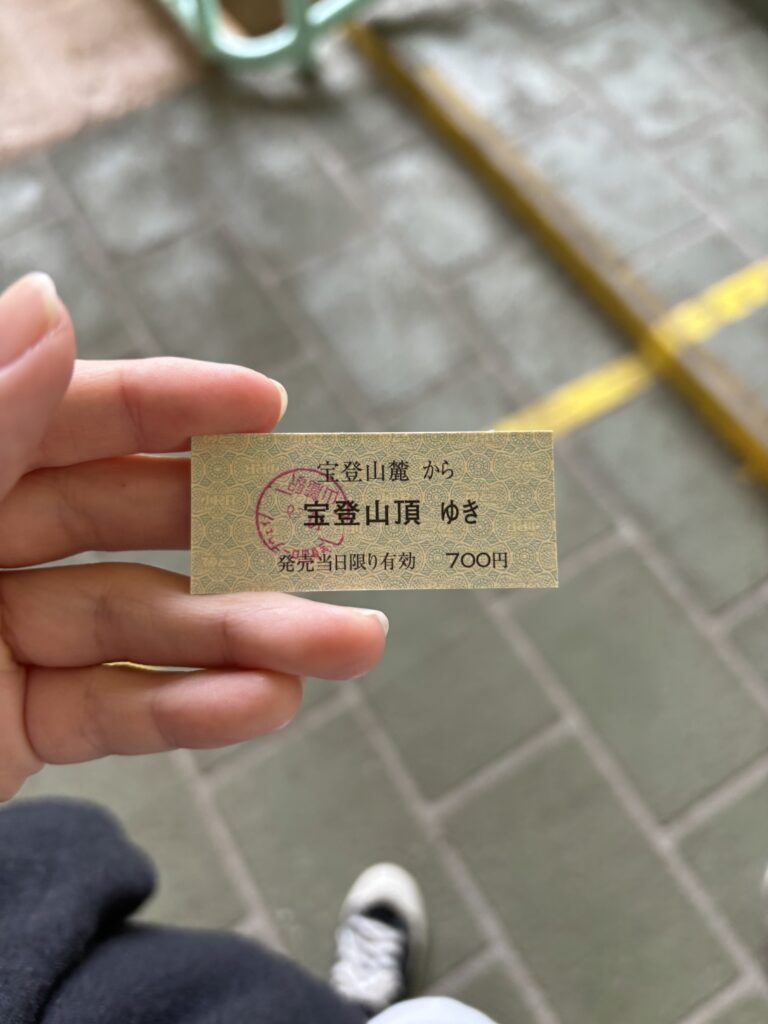 宝登山麓 から
宝登山頂 ゆき
発売当日限り有効 700円